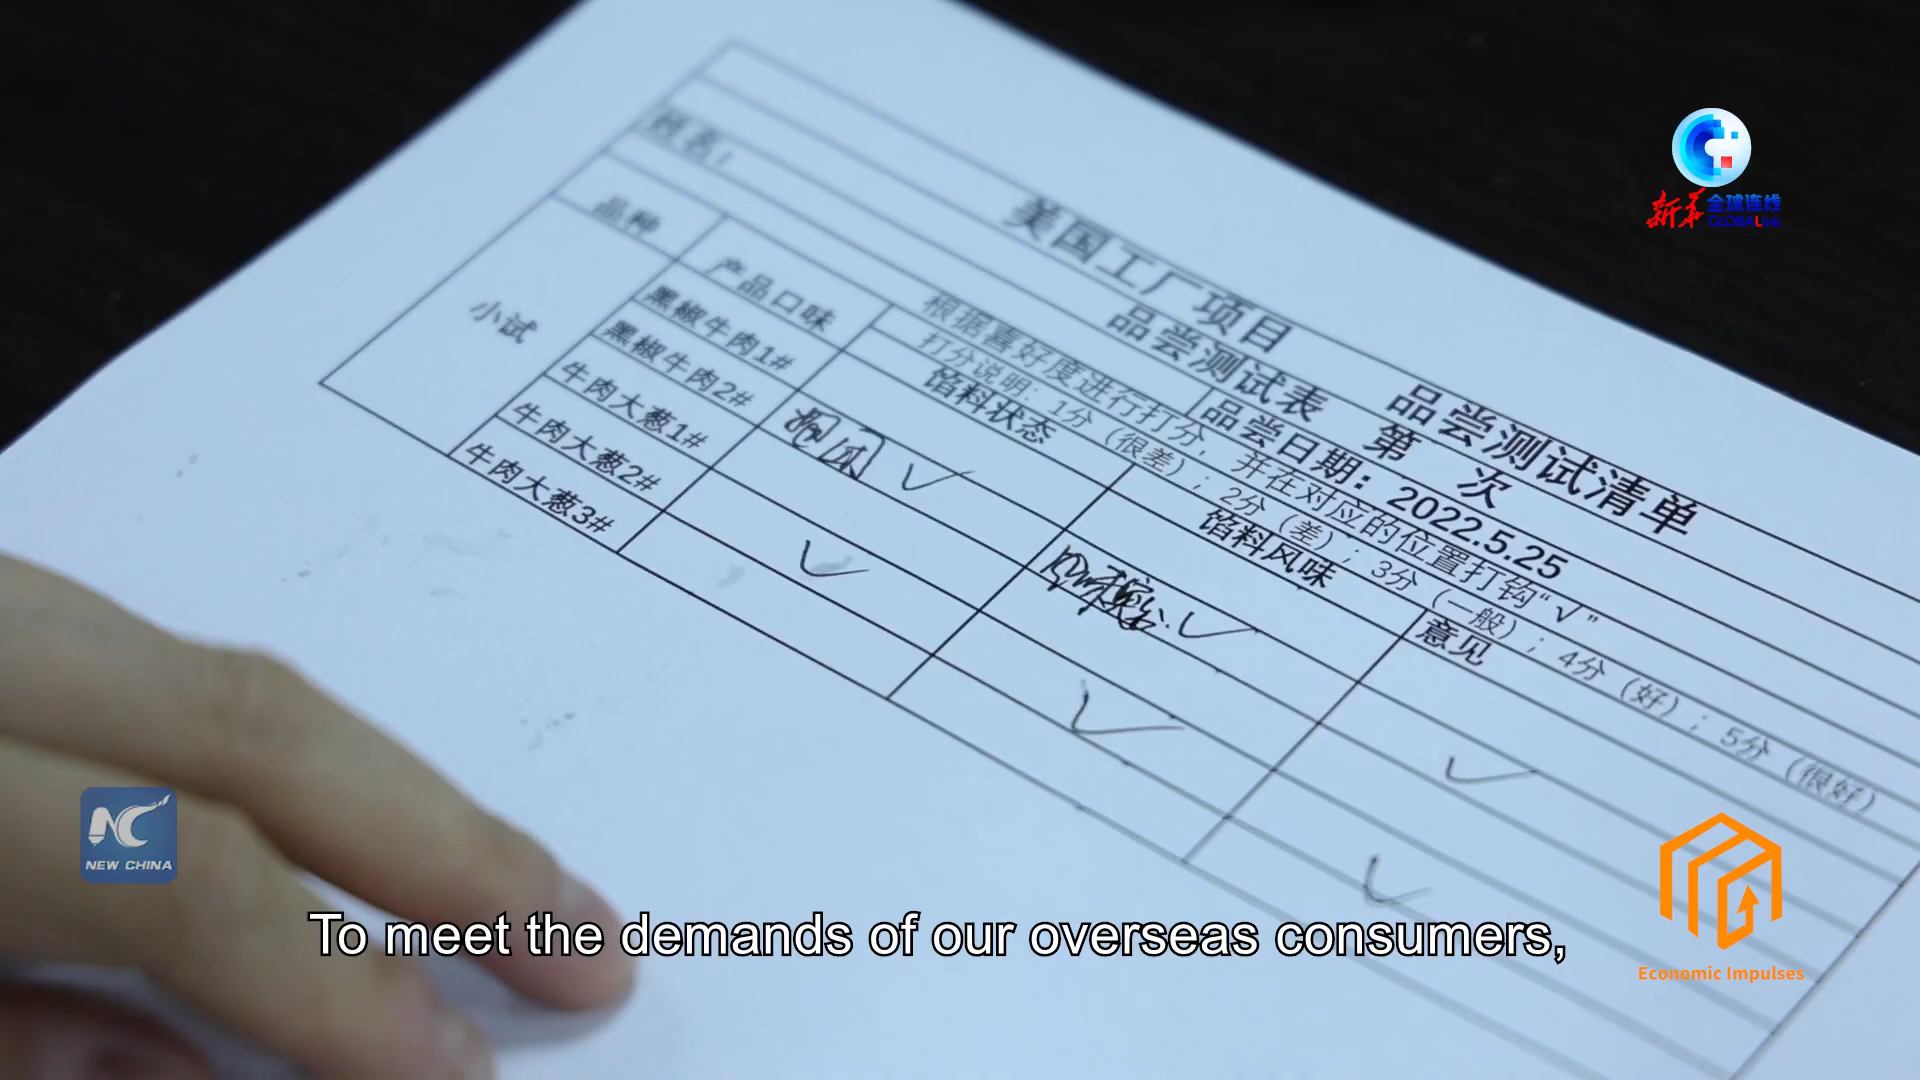 美国工厂项目 品尝测试清单
品尝测试表 第 次
姓名: 品尝日期: 2022.5.25
根据喜好度进行打分, 并在对应的位置打钩“√”
打分说明: 1分 (很差) ; 2分 (差) ; 3分 (一般) ; 4分 (好) ; 5分 (很好)
品种 产品口味 馅料状态 馅料风味 意见
小试
黑椒牛肉1#
黑椒牛肉2# √ √ √
牛肉大葱1#
牛肉大葱2# √ √ √
牛肉大葱3#
新华 全球连线
GLOBALink
NC
NEW CHINA
To meet the demands of our overseas consumers,
Economic Impulses